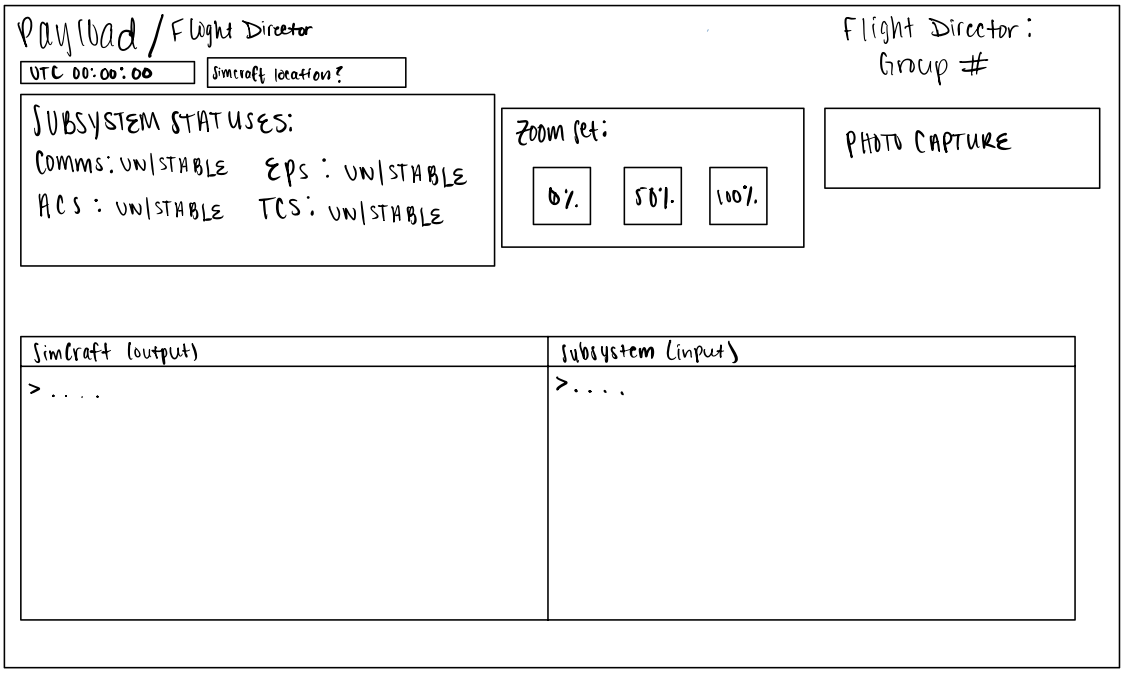 Payload / Flight Director
Flight Director:
Group #
UTC 00:00:00
Simcraft location?
SUBSYSTEM STATUSES:
Comms: UN/STABLE EPS: UN/STABLE
ACS: UN/STABLE TCS: UN/STABLE
Zoom set:
0% 50% 100%
PHOTO CAPTURE
SimCraft (output)
Subsystem (input)
>....
>....